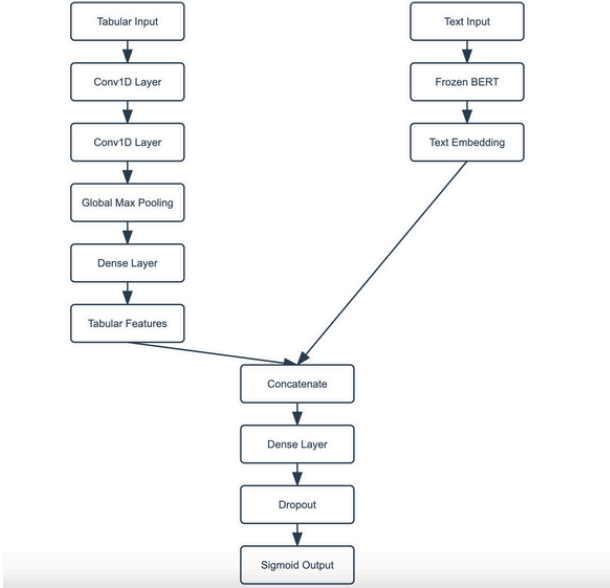 Tabular Input
Conv1D Layer
Conv1D Layer
Global Max Pooling
Dense Layer
Tabular Features
Text Input
Frozen BERT
Text Embedding
Concatenate
Dense Layer
Dropout
Sigmoid Output